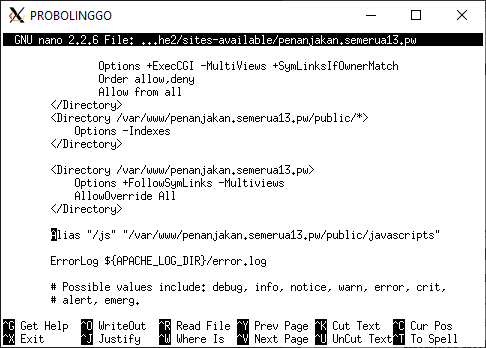 PROBOLINGGO
GNU nano 2.2.6 File: ...he2/sites-available/penanjakan.semerua13.pw
Options +ExecCGI -MultiViews +SymLinksIfOwnerMatch
Order allow,deny
Allow from all
</Directory>
<Directory /var/www/penanjakan.semerua13.pw/public/*>
Options -Indexes
</Directory>
<Directory /var/www/penanjakan.semerua13.pw>
Options +FollowSymLinks -Multiviews
AllowOverride All
</Directory>
Alias "/js" "/var/www/penanjakan.semerua13.pw/public/javascripts"
ErrorLog ${APACHE_LOG_DIR}/error.log
# Possible values include: debug, info, notice, warn, error, crit,
# alert, emerg.
^G Get Help ^O WriteOut ^R Read File ^Y Prev Page ^K Cut Text ^C Cur Pos
^X Exit ^J Justify ^W Where Is ^V Next Page ^U UnCut Text ^T To Spell